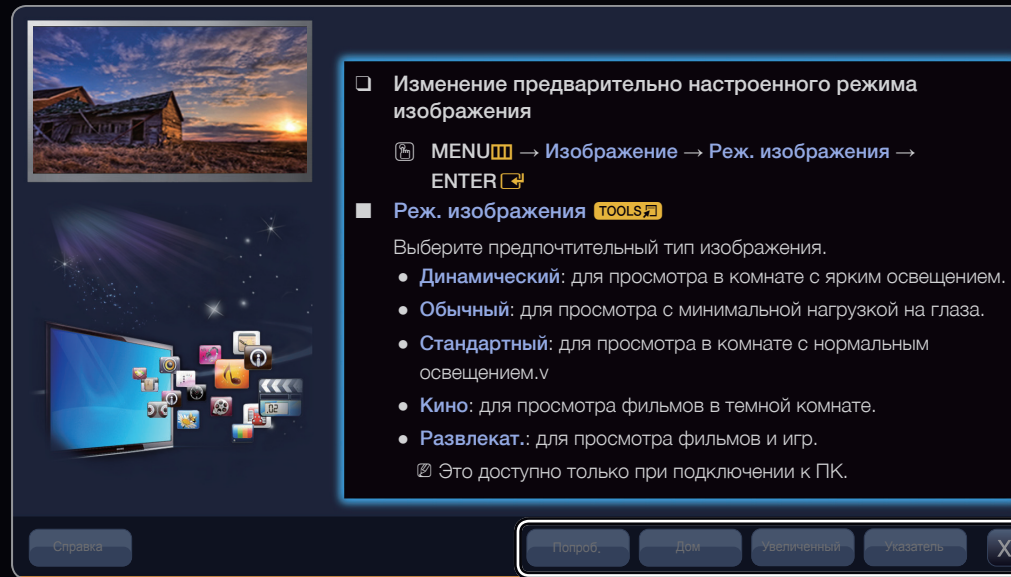 ❑ Изменение предварительно настроенного режима
изображения
MENU → Изображение → Реж. изображения →
ENTER
■ Реж. изображения TOOLS
Выберите предпочтительный тип изображения.
● Динамический: для просмотра в комнате с ярким освещением.
● Обычный: для просмотра с минимальной нагрузкой на глаза.
● Стандартный: для просмотра в комнате с нормальным
освещением.v
● Кино: для просмотра фильмов в темной комнате.
● Развлекат.: для просмотра фильмов и игр.
Это доступно только при подключении к ПК.
Справка Попроб, Дом Увеличенный Указатель X